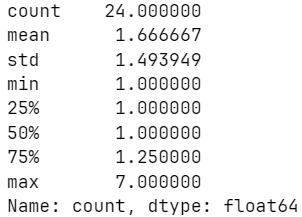 count    24.000000
mean      1.666667
std       1.493949
min       1.000000
25%       1.000000
50%       1.000000
75%       1.250000
max       7.000000
Name: count, dtype: float64